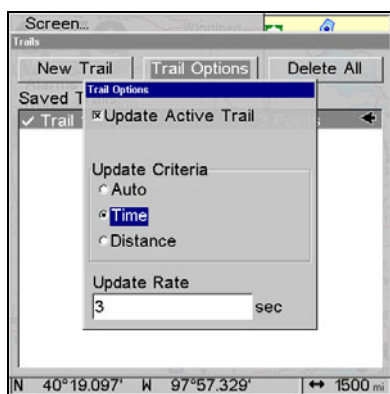 Screen...
Trails
New Trail Trail Options Delete All
Saved T
Trail Options
Trail
Update Active Trail
Update Criteria
Auto
Time
Distance
Update Rate
3 sec
N 40°19.097' W 97°57.329' ↔ 1500 mi